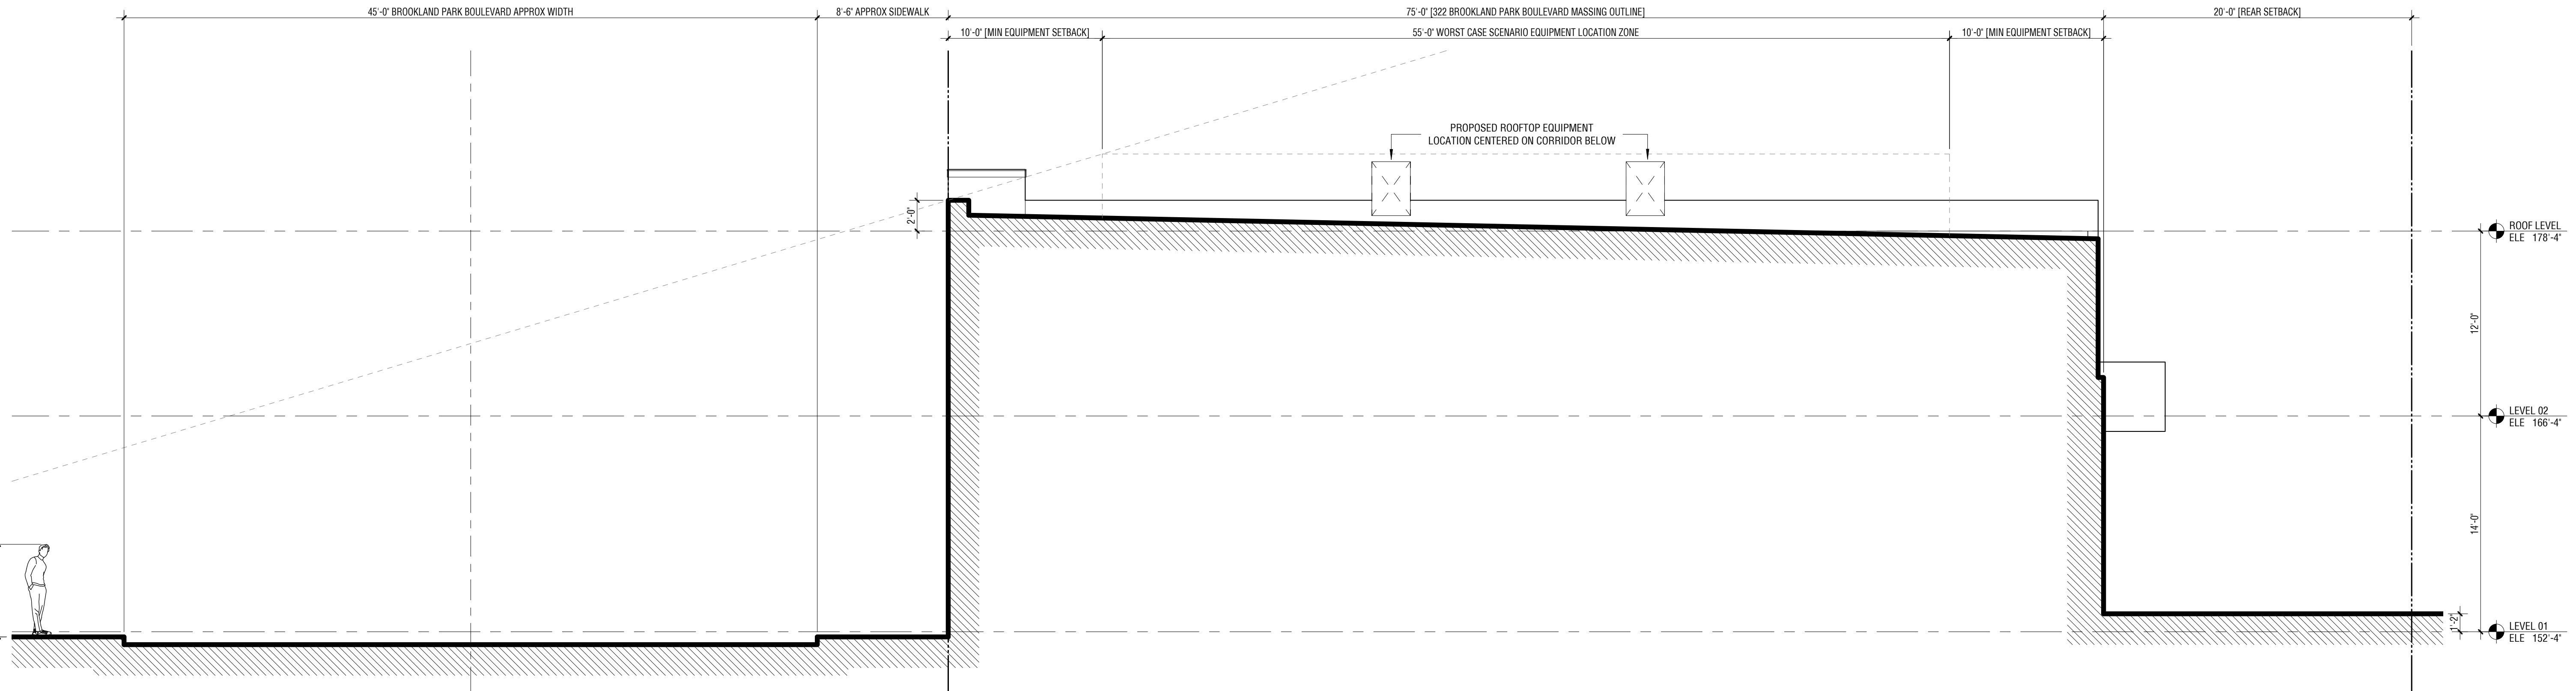 45'-0" BROOKLAND PARK BOULEVARD APPROX WIDTH
8'-6" APPROX SIDEWALK
75'-0" [322 BROOKLAND PARK BOULEVARD MASSING OUTLINE]
20'-0" [REAR SETBACK]
10'-0" [MIN EQUIPMENT SETBACK]
55'-0" WORST CASE SCENARIO EQUIPMENT LOCATION ZONE
10'-0" [MIN EQUIPMENT SETBACK]
PROPOSED ROOFTOP EQUIPMENT
LOCATION CENTERED ON CORRIDOR BELOW
2'-0"
ROOF LEVEL
ELE 178'-4"
12'-0"
LEVEL 02
ELE 166'-4"
14'-0"
1'-2"
LEVEL 01
ELE 152'-4"